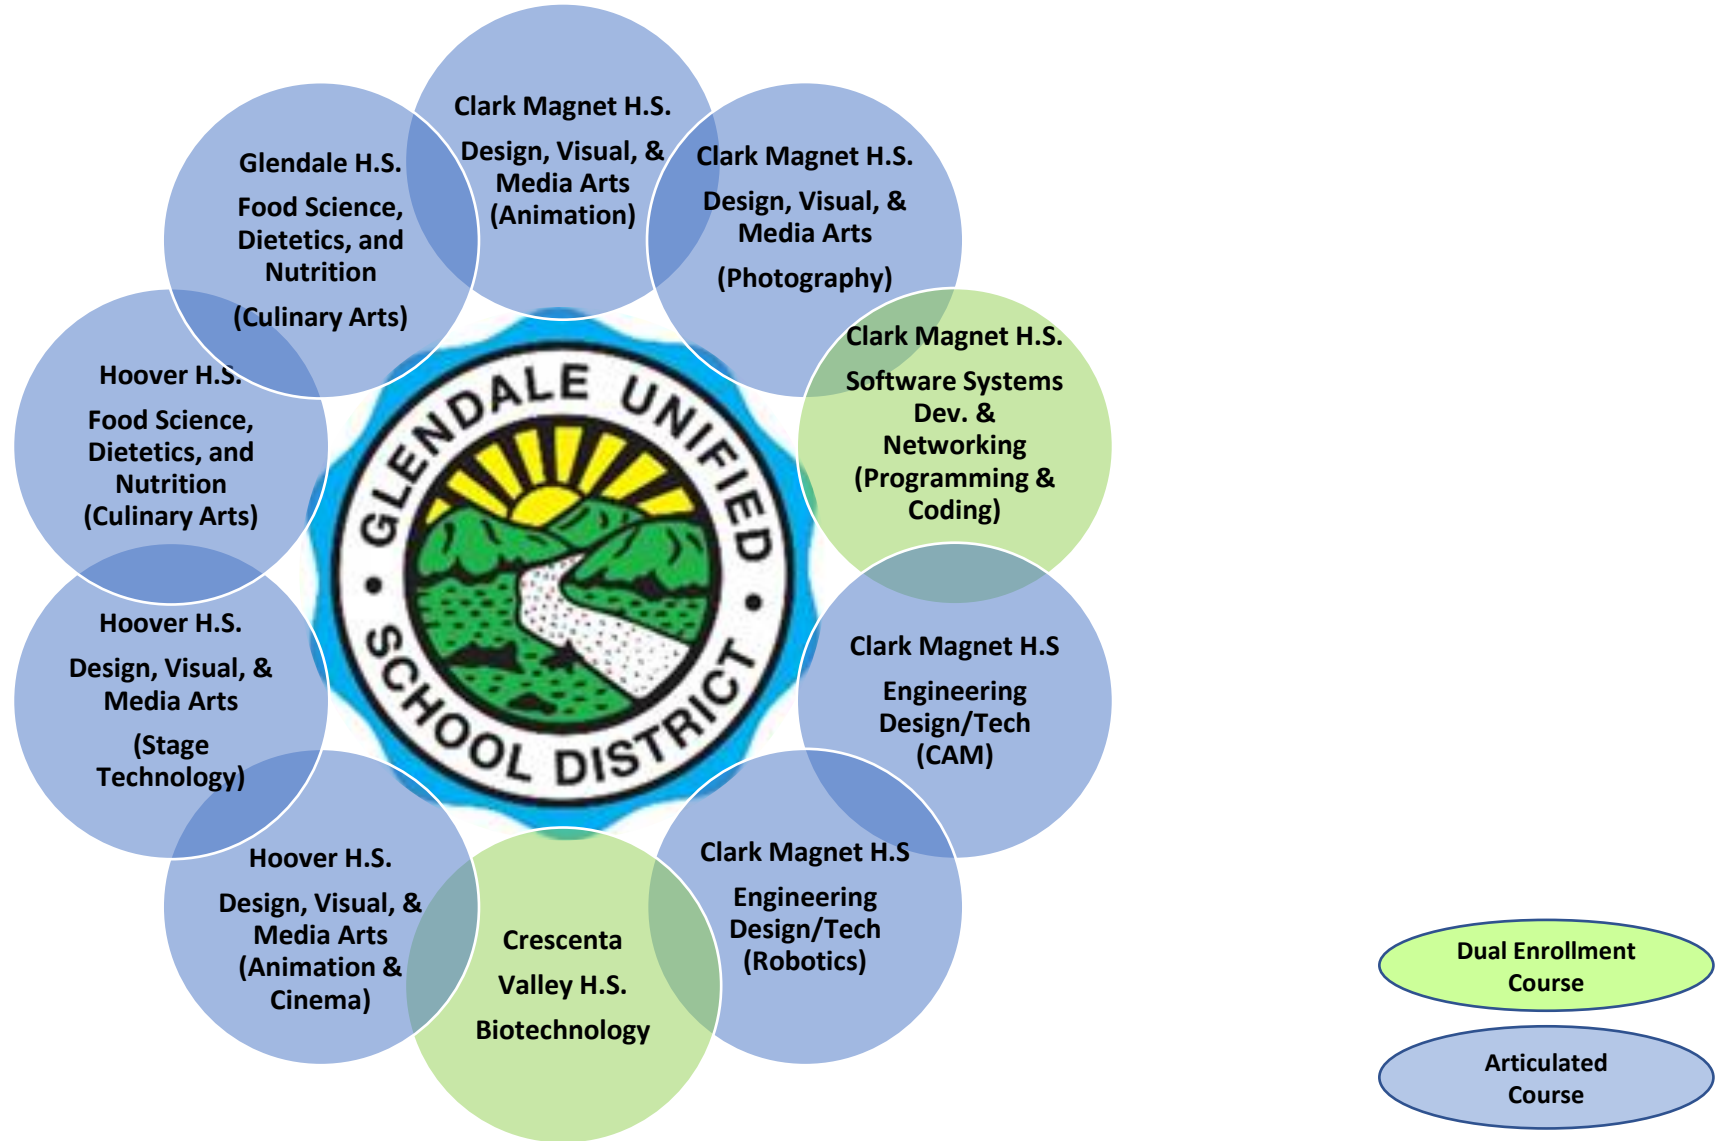 Clark Magnet H.S.
Design, Visual, &
Media Arts
(Animation)
Clark Magnet H.S.
Design, Visual, &
Media Arts
(Photography)
Clark Magnet H.S.
Software Systems
Dev. &
Networking
(Programming &
Coding)
Clark Magnet H.S
Engineering
Design/Tech
(CAM)
Clark Magnet H.S
Engineering
Design/Tech
(Robotics)
Crescenta
Valley H.S.
Biotechnology
Hoover H.S.
Design, Visual, &
Media Arts
(Animation &
Cinema)
Hoover H.S.
Design, Visual, &
Media Arts
(Stage
Technology)
Hoover H.S.
Food Science,
Dietetics, and
Nutrition
(Culinary Arts)
Glendale H.S.
Food Science,
Dietetics, and
Nutrition
(Culinary Arts)
• GLENDALE UNIFIED •
SCHOOL DISTRICT
Dual Enrollment
Course
Articulated
Course